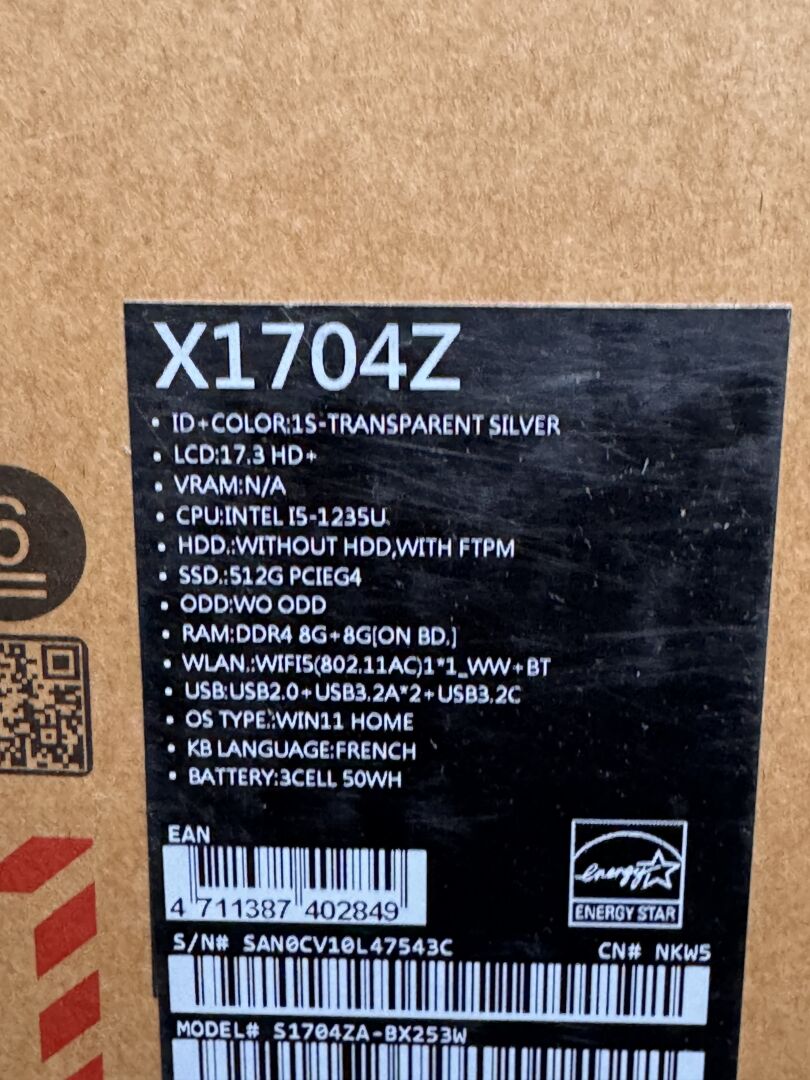 X1704Z
• ID+COLOR:1S-TRANSPARENT SILVER
• LCD:17.3 HD+
• VRAM:N/A
• CPU:INTEL I5-1235U
• HDD.:WITHOUT HDD,WITH FTPM
• SSD.:512G PCIEG4
• ODD:WO ODD
• RAM:DDR4 8G+8G[ON BD.]
• WLAN.:WIFI5(802.11AC)1*1_WW+BT
• USB:USB2.0+USB3.2A*2+USB3.2C
• OS TYPE.:WIN11 HOME
• KB LANGUAGE:FRENCH
• BATTERY:3CELL 50WH
EAN
4 711387 402849
energy
ENERGY STAR
S/N# SAN0CV10L47543C CN# NKW5
MODEL# S1704ZA-BX253W